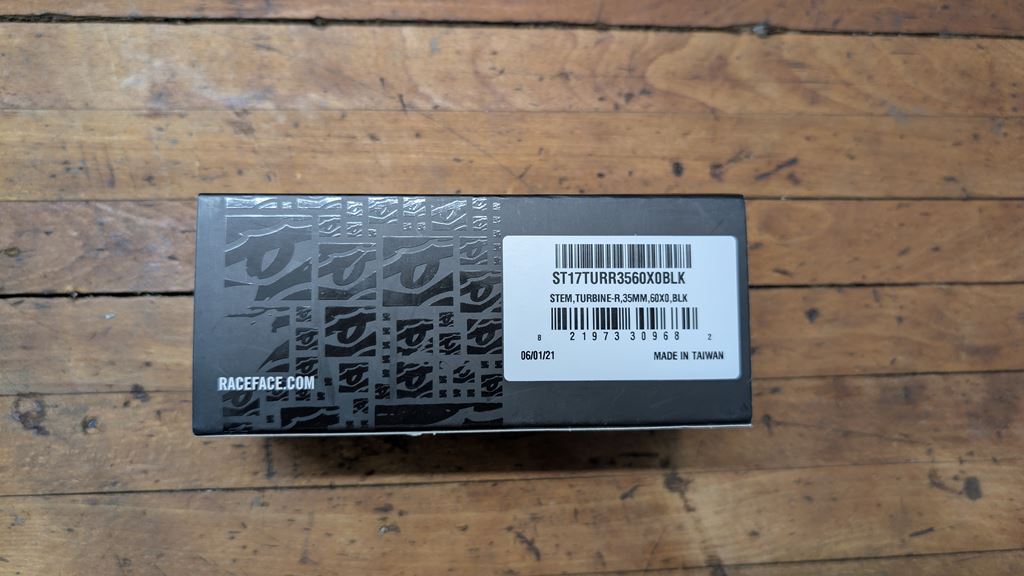 ST17TURR3560X0BLK
STEM,TURBINE-R,35MM,60X0,BLK
8 21973 30968 2
06/01/21 MADE IN TAIWAN
RACEFACE.COM